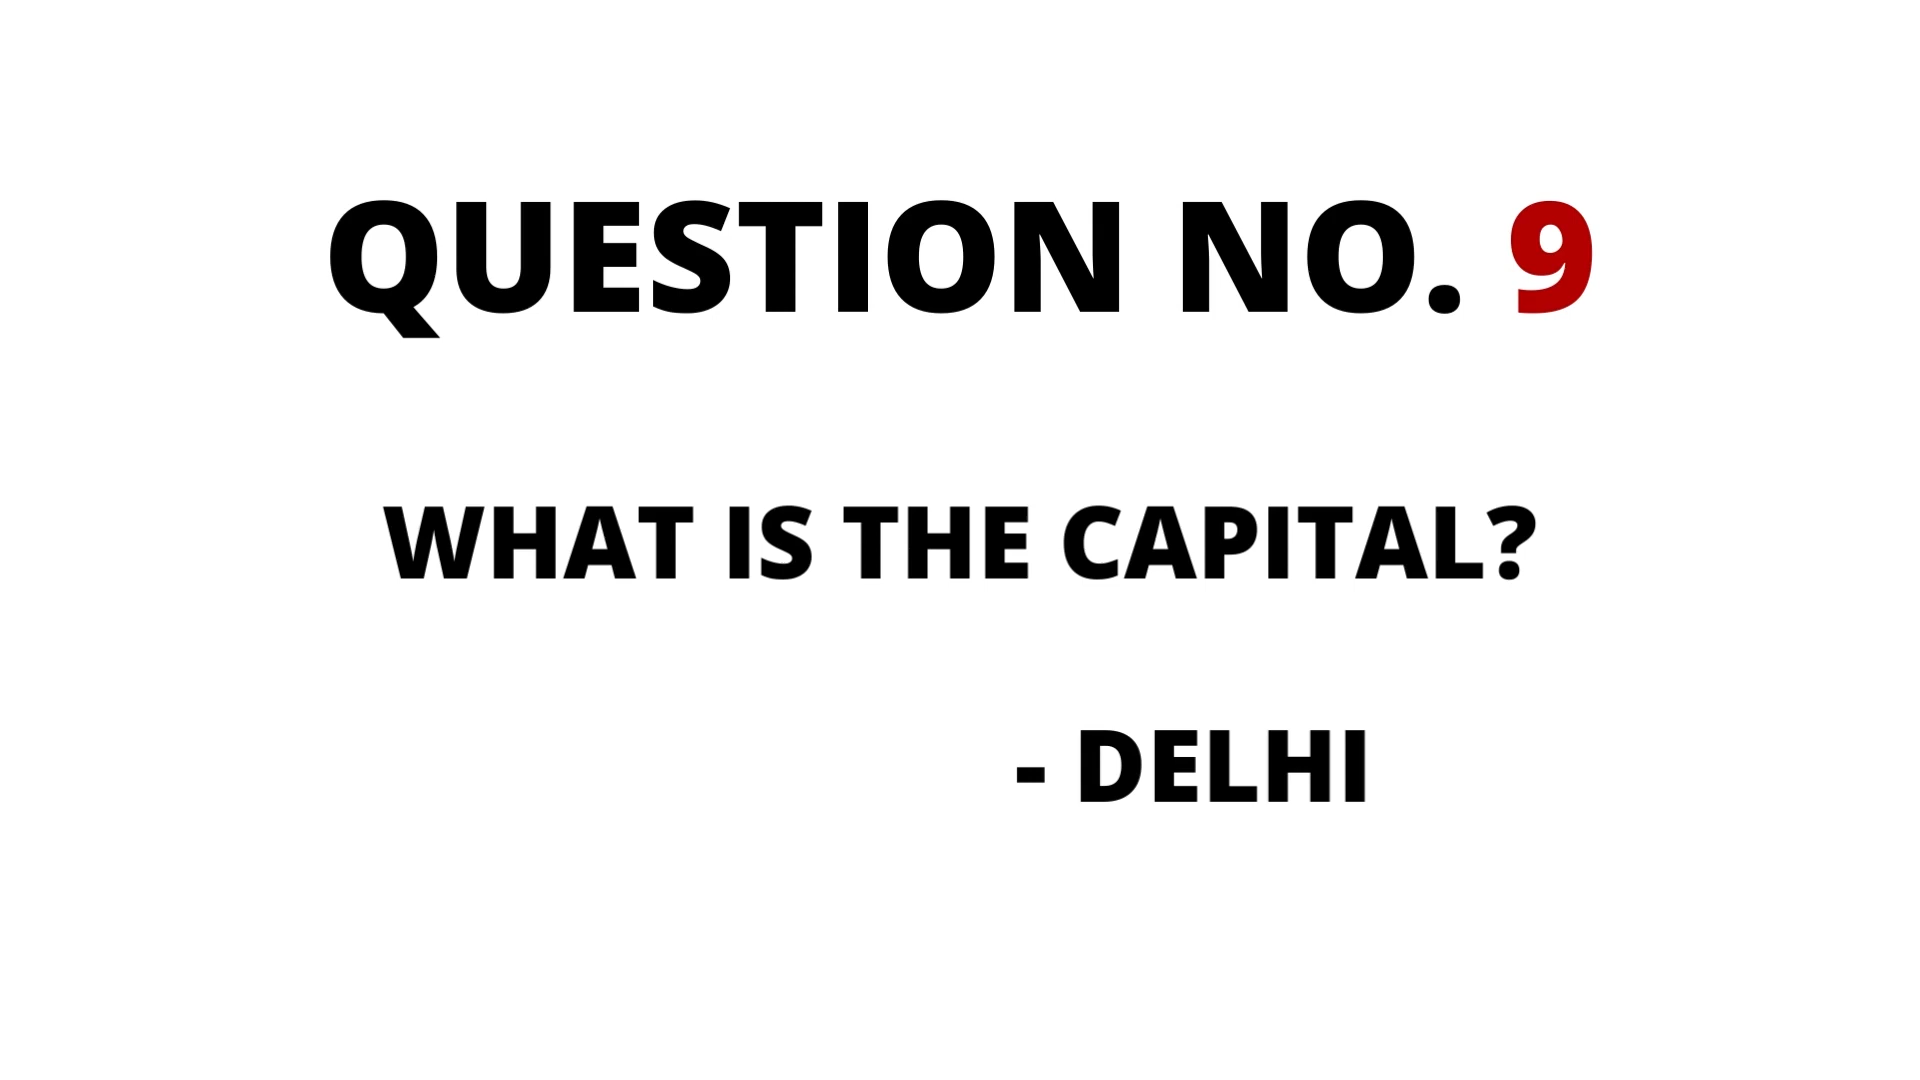 QUESTION NO. 9
WHAT IS THE CAPITAL?
- DELHI